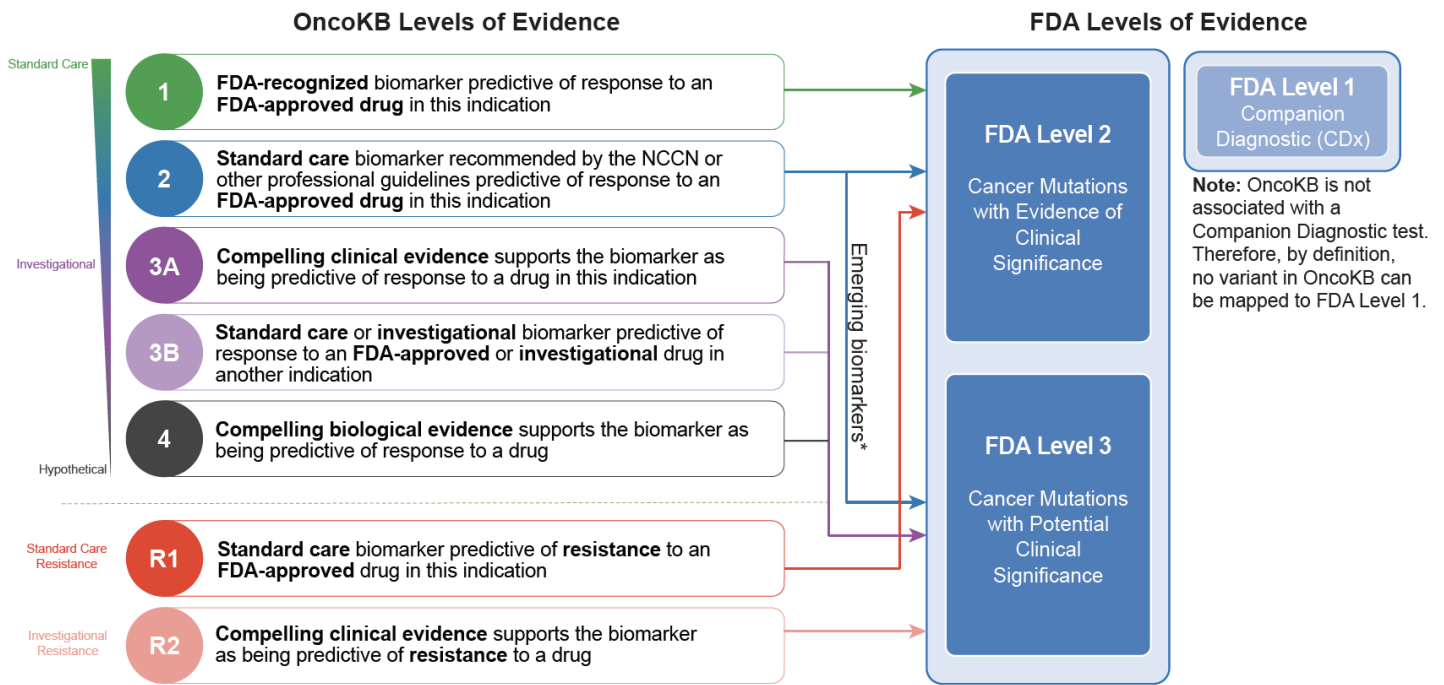 OncoKB Levels of Evidence
FDA Levels of Evidence
Standard Care
Investigational
Hypothetical
1
FDA-recognized biomarker predictive of response to an
FDA-approved drug in this indication
2
Standard care biomarker recommended by the NCCN or
other professional guidelines predictive of response to an
FDA-approved drug in this indication
3A
Compelling clinical evidence supports the biomarker as
being predictive of response to a drug in this indication
3B
Standard care or investigational biomarker predictive of
response to an FDA-approved or investigational drug in
another indication
4
Compelling biological evidence supports the biomarker as
being predictive of response to a drug
Standard Care
Resistance
R1
Standard care biomarker predictive of resistance to an
FDA-approved drug in this indication
Investigational
Resistance
R2
Compelling clinical evidence supports the biomarker
as being predictive of resistance to a drug
Emerging biomarkers*
FDA Level 2
Cancer Mutations
with Evidence of
Clinical
Significance
FDA Level 3
Cancer Mutations
with Potential
Clinical
Significance
FDA Level 1
Companion
Diagnostic (CDx)
Note: OncoKB is not
associated with a
Companion Diagnostic test.
Therefore, by definition,
no variant in OncoKB can
be mapped to FDA Level 1.